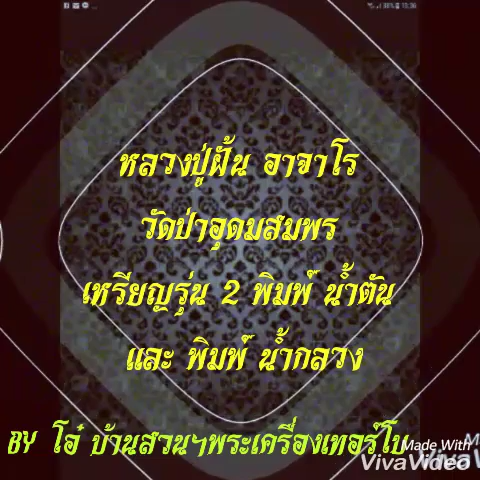 หลวงปู่ฝั้น อาจาโร
วัดป่าอุดมสมพร
เหรียญรุ่น 2 พิมพ์ น้ำตัน
และ พิมพ์ น้ำกลวง
BY โอ๋ บ้านสวนฯพระเครื่องเทอร์โบ
Made With
VivaVideo